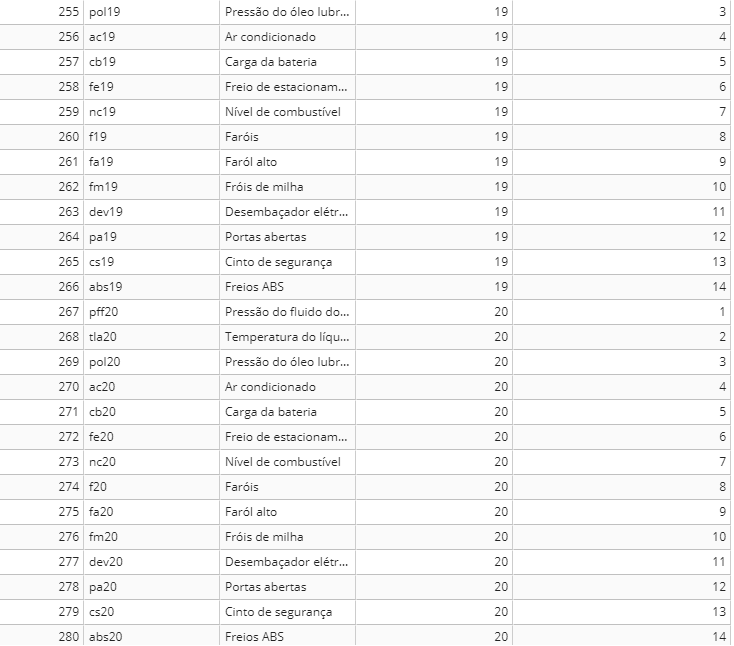 255 pol19 Pressão do óleo lubr... 19 3
256 ac19 Ar condicionado 19 4
257 cb19 Carga da bateria 19 5
258 fe19 Freio de estacionam... 19 6
259 nc19 Nível de combustível 19 7
260 f19 Faróis 19 8
261 fa19 Faról alto 19 9
262 fm19 Fróis de milha 19 10
263 dev19 Desembaçador elétr... 19 11
264 pa19 Portas abertas 19 12
265 cs19 Cinto de segurança 19 13
266 abs19 Freios ABS 19 14
267 pff20 Pressão do fluido do... 20 1
268 tla20 Temperatura do líqu... 20 2
269 pol20 Pressão do óleo lubr... 20 3
270 ac20 Ar condicionado 20 4
271 cb20 Carga da bateria 20 5
272 fe20 Freio de estacionam... 20 6
273 nc20 Nível de combustível 20 7
274 f20 Faróis 20 8
275 fa20 Faról alto 20 9
276 fm20 Fróis de milha 20 10
277 dev20 Desembaçador elétr... 20 11
278 pa20 Portas abertas 20 12
279 cs20 Cinto de segurança 20 13
280 abs20 Freios ABS 20 14